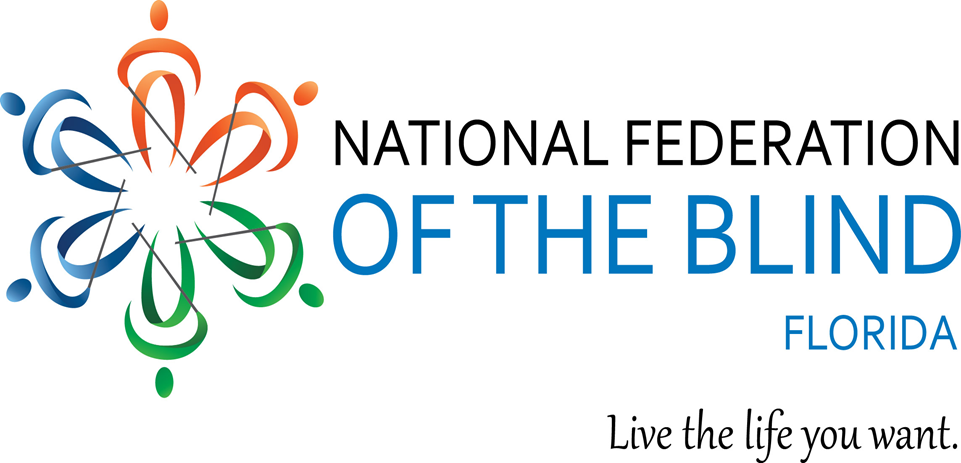 NATIONAL FEDERATION
OF THE BLIND
FLORIDA
Live the life you want.